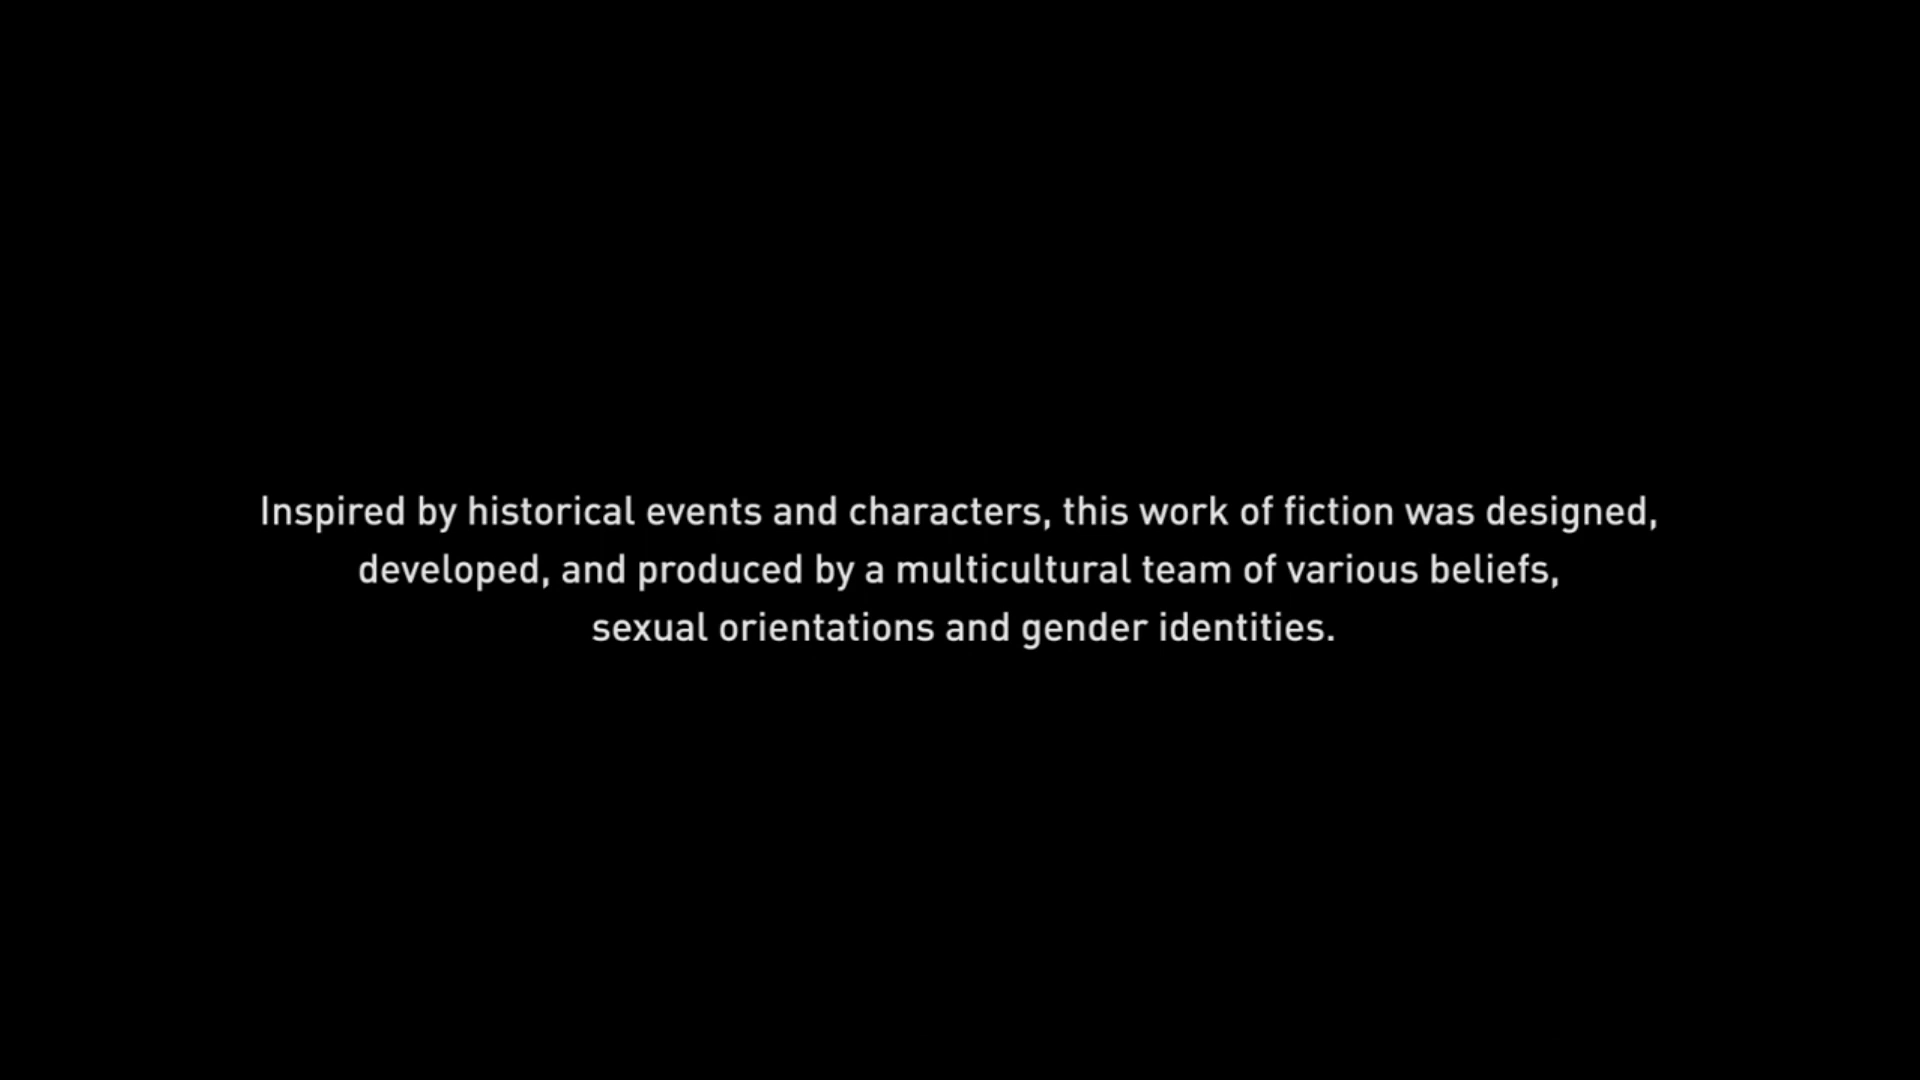 Inspired by historical events and characters, this work of fiction was designed,
developed, and produced by a multicultural team of various beliefs,
sexual orientations and gender identities.